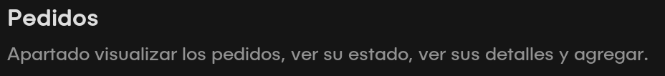 Pedidos
Apartado visualizar los pedidos, ver su estado, ver sus detalles y agregar.